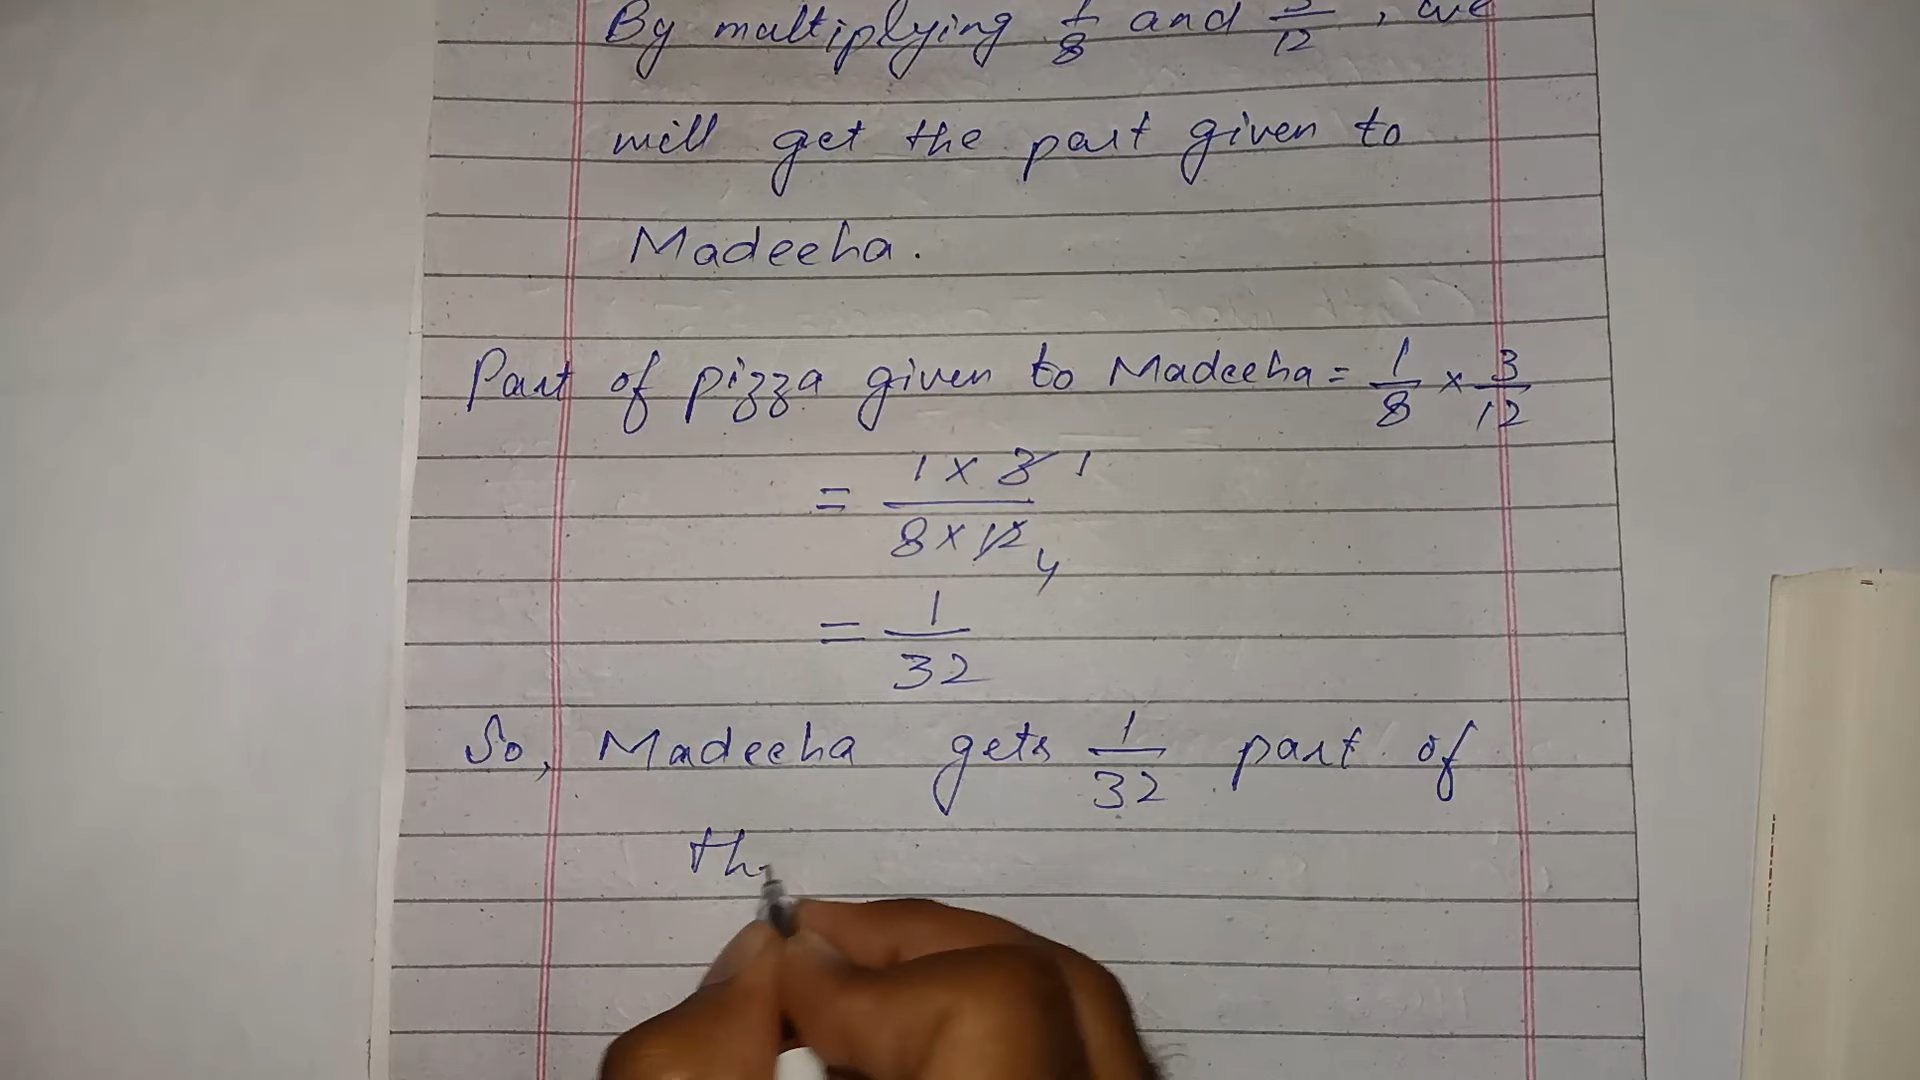 By multiplying 1/8 and 3/12, we
will get the part given to
Madeeha.
Part of pizza given to Madeeha = 1/8 × 3/12
= 1 × 3 1 / 8 × 12 4
= 1/32
So, Madeeha gets 1/32 part of
th